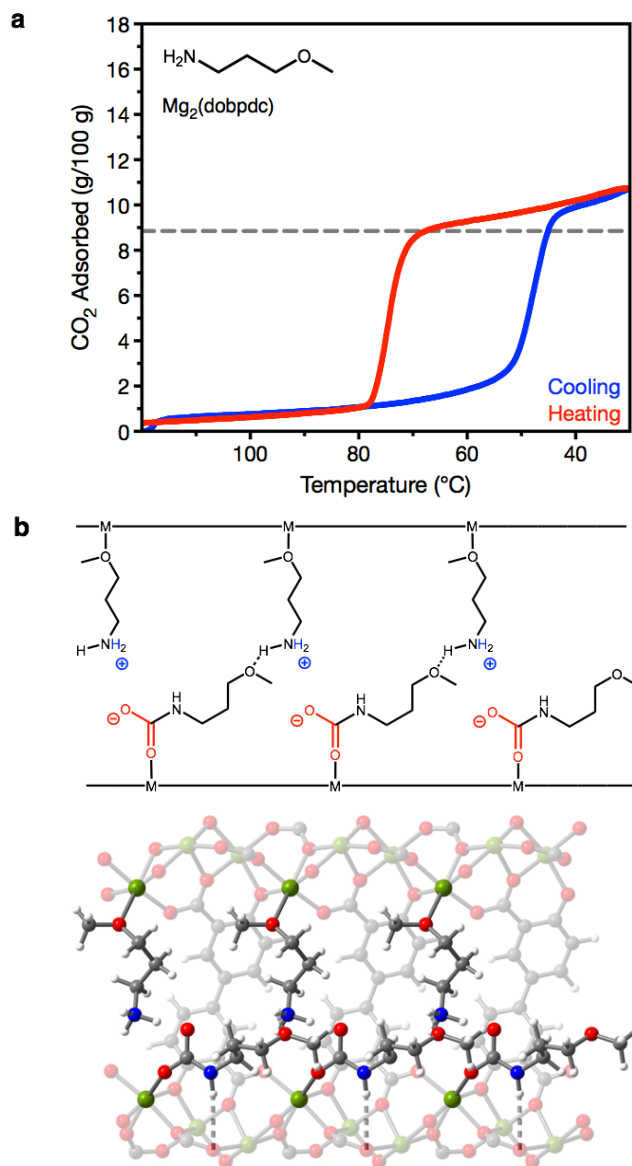 a
18
16
14
12
10
8
6
4
2
0
CO2 Adsorbed (g/100 g)
H2N
O
Mg2(dobpdc)
Cooling
Heating
100
80
60
40
Temperature (°C)
b
M
M
M
O
O
O
H-NH2
H-NH2
H-NH2
⊕
⊕
⊕
O
O
O
H
H
H
⊖ O
N
⊖ O
N
⊖ O
N
O
O
O
M
M
M